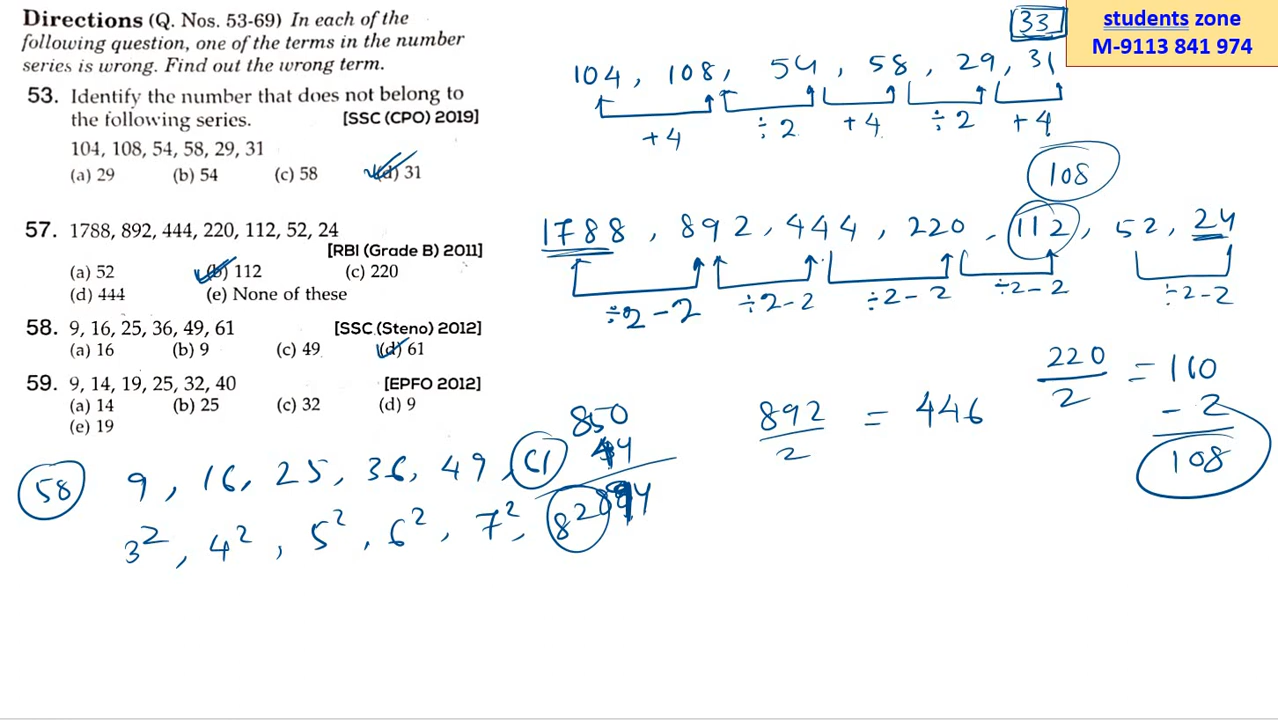 Directions (Q. Nos. 53-69) In each of the
following question, one of the terms in the number
series is wrong. Find out the wrong term.
53. Identify the number that does not belong to
the following series. [SSC (CPO) 2019]
104, 108, 54, 58, 29, 31
(a) 29 (b) 54 (c) 58 (d) 31
57. 1788, 892, 444, 220, 112, 52, 24
[RBI (Grade B) 2011]
(a) 52 (b) 112 (c) 220
(d) 444 (e) None of these
58. 9, 16, 25, 36, 49, 61 [SSC (Steno) 2012]
(a) 16 (b) 9 (c) 49 (d) 61
59. 9, 14, 19, 25, 32, 40 [EPFO 2012]
(a) 14 (b) 25 (c) 32 (d) 9
(e) 19
students zone
M-9113 841 974
33
104, 108, 54, 58, 29, 31
+4 ÷2 +4 ÷2 +4
108
1788, 892, 444, 220, 112, 52, 24
÷2-2 ÷2-2 ÷2-2 ÷2-2 ÷2-2
892/2 = 446
220/2 = 110
- 2
108
850
44
894
58 9, 16, 25, 36, 49, 61
3², 4², 5², 6², 7², 8²